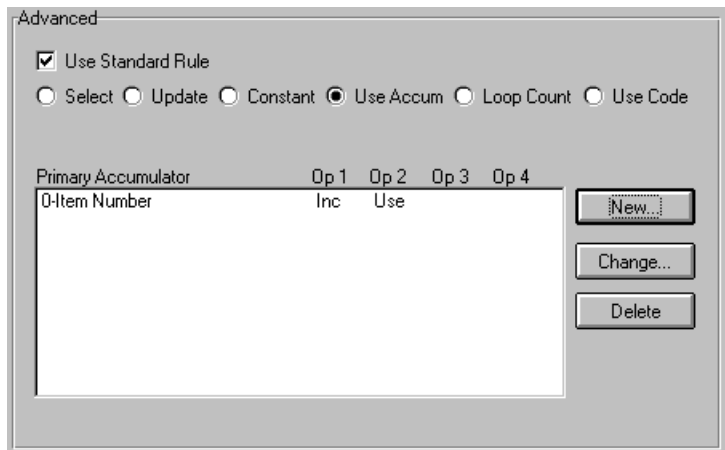 Advanced
Use Standard Rule
Select Update Constant Use Accum Loop Count Use Code
Primary Accumulator Op 1 Op 2 Op 3 Op 4
0-Item Number Inc Use
New...
Change...
Delete